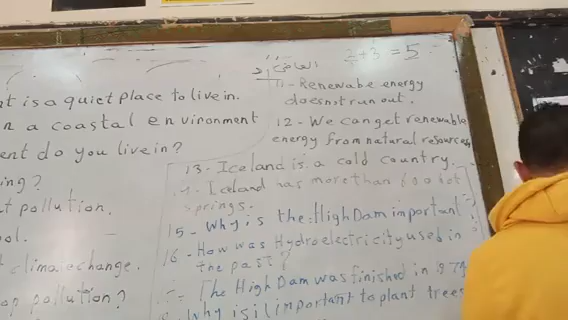 2+3=5
nt is a quiet place to live in.
n a coastal environment
ent do you live in?
ing?
t pollution.
ol.
climate change.
pollution?
11- Renewabe energy
doesn't run out.
12- We can get renewable
energy from natural resources
13- Iceland is a cold country.
Iceland has more than hot
springs.
15- Why is the High Dam important?
16- How was Hydroelectricity used in
the past?
The High Dam was finished in
Why is it important to plant trees